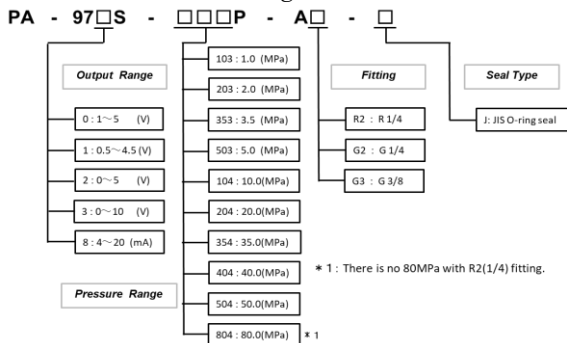 PA - 97□S - □□□P - A□ - □
Output Range
0 : 1～5 (V)
1 : 0.5～4.5 (V)
2 : 0～5 (V)
3 : 0～10 (V)
8 : 4～20 (mA)
Pressure Range
103 : 1.0 (MPa)
203 : 2.0 (MPa)
353 : 3.5 (MPa)
503 : 5.0 (MPa)
104 : 10.0(MPa)
204 : 20.0(MPa)
354 : 35.0(MPa)
404 : 40.0(MPa)
504 : 50.0(MPa)
804 : 80.0(MPa) * 1
Fitting
R2 : R 1/4
G2 : G 1/4
G3 : G 3/8
Seal Type
J: JIS O-ring seal
* 1 : There is no 80MPa with R2(1/4) fitting.